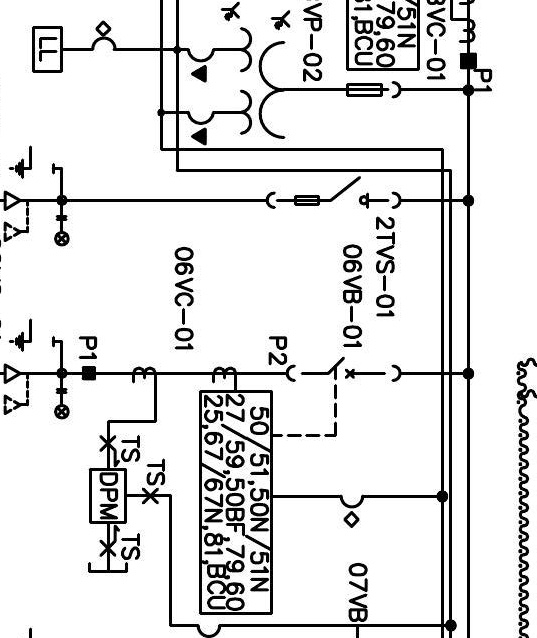 LL
VP-02
51N
79,60
81,BCU
VC-01
P1
2TVS-01
06VB-01
06VC-01
P1
P2
50/51,50N/51N
27/59,50BF,79,60
25,67/67N,81,BCU
TS
TS
DPM
TS
07VB